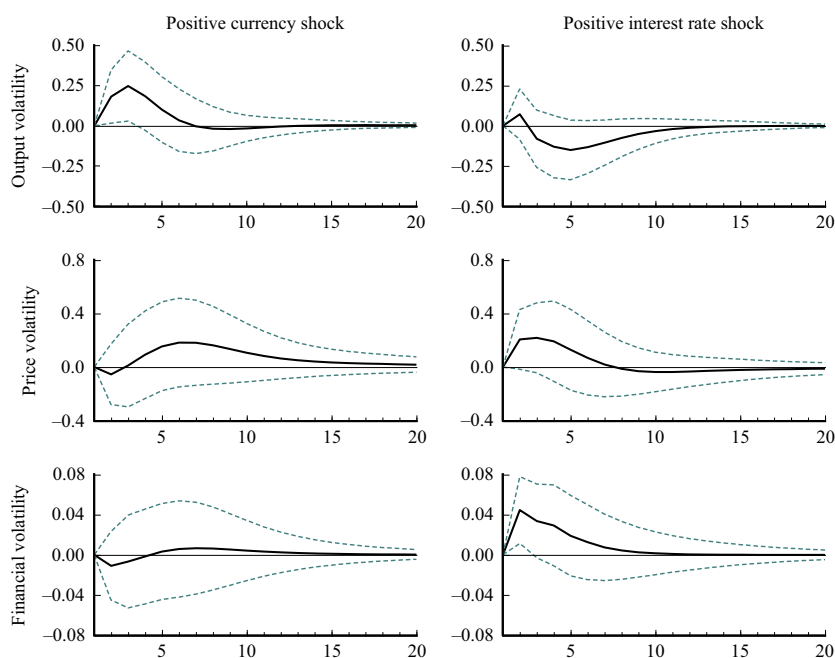 Positive currency shock Positive interest rate shock
Output volatility
0.50 0.50
0.25 0.25
0.00 0.00
–0.25 –0.25
–0.50 –0.50
5 10 15 20 5 10 15 20
Price volatility
0.8 0.8
0.4 0.4
0.0 0.0
–0.4 –0.4
5 10 15 20 5 10 15 20
Financial volatility
0.08 0.08
0.04 0.04
0.00 0.00
–0.04 –0.04
–0.08 –0.08
5 10 15 20 5 10 15 20